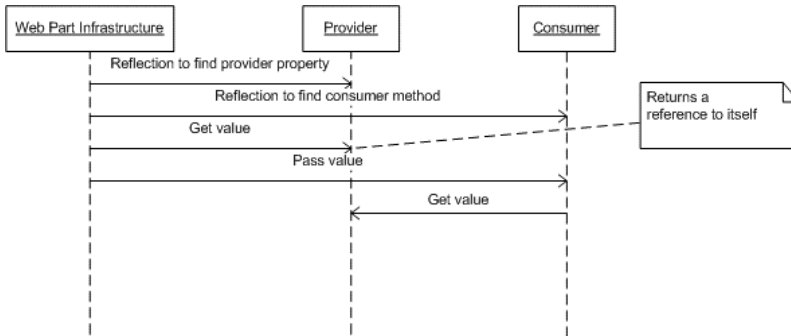 Web Part Infrastructure
Provider
Consumer
Reflection to find provider property
Reflection to find consumer method
Returns a
reference to itself
Get value
Pass value
Get value